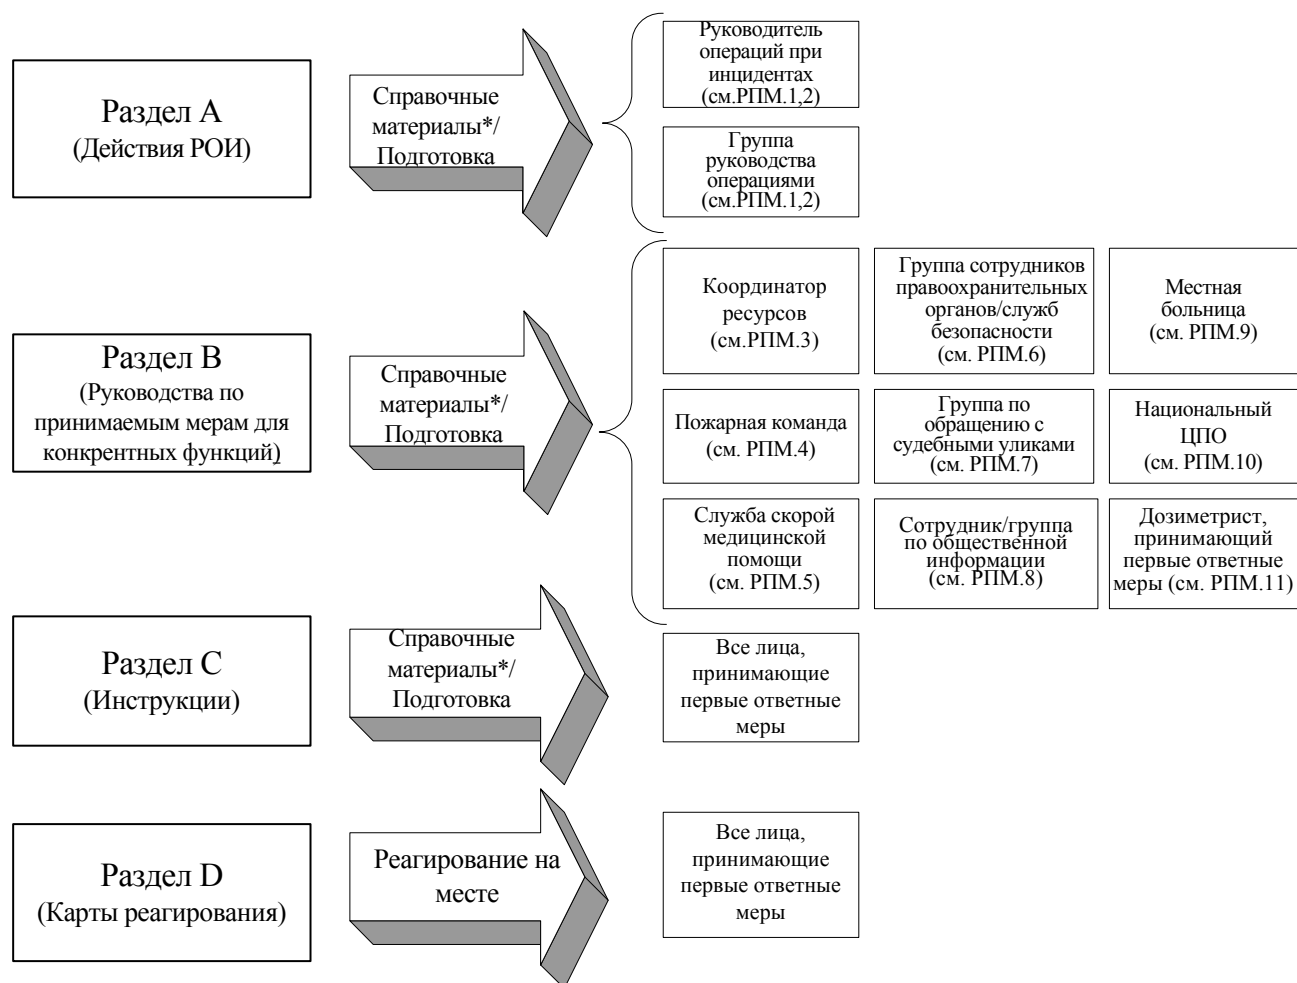 Раздел A
(Действия РОИ)
Справочные
материалы*/
Подготовка
Руководитель
операций при
инцидентах
(см.РПМ.1,2)
Группа
руководства
операциями
(см.РПМ.1,2)
Раздел B
(Руководства по
принимаемым мерам для
конкрентных функций)
Справочные
материалы*/
Подготовка
Координатор
ресурсов
(см.РПМ.3)
Группа сотрудников
правоохранительных
органов/служб
безопасности
(см. РПМ.6)
Местная
больница
(см. РПМ.9)
Пожарная команда
(см. РПМ.4)
Группа по
обращению с
судебными уликами
(см. РПМ.7)
Национальный
ЦПО
(см. РПМ.10)
Служба скорой
медицинской
помощи
(см. РПМ.5)
Сотрудник/группа
по общественной
информации
(см. РПМ.8)
Дозиметрист,
принимающий
первые ответные
меры (см. РПМ.11)
Раздел C
(Инструкции)
Справочные
материалы*/
Подготовка
Все лица,
принимающие
первые ответные
меры
Раздел D
(Карты реагирования)
Реагирование на
месте
Все лица,
принимающие
первые ответные
меры